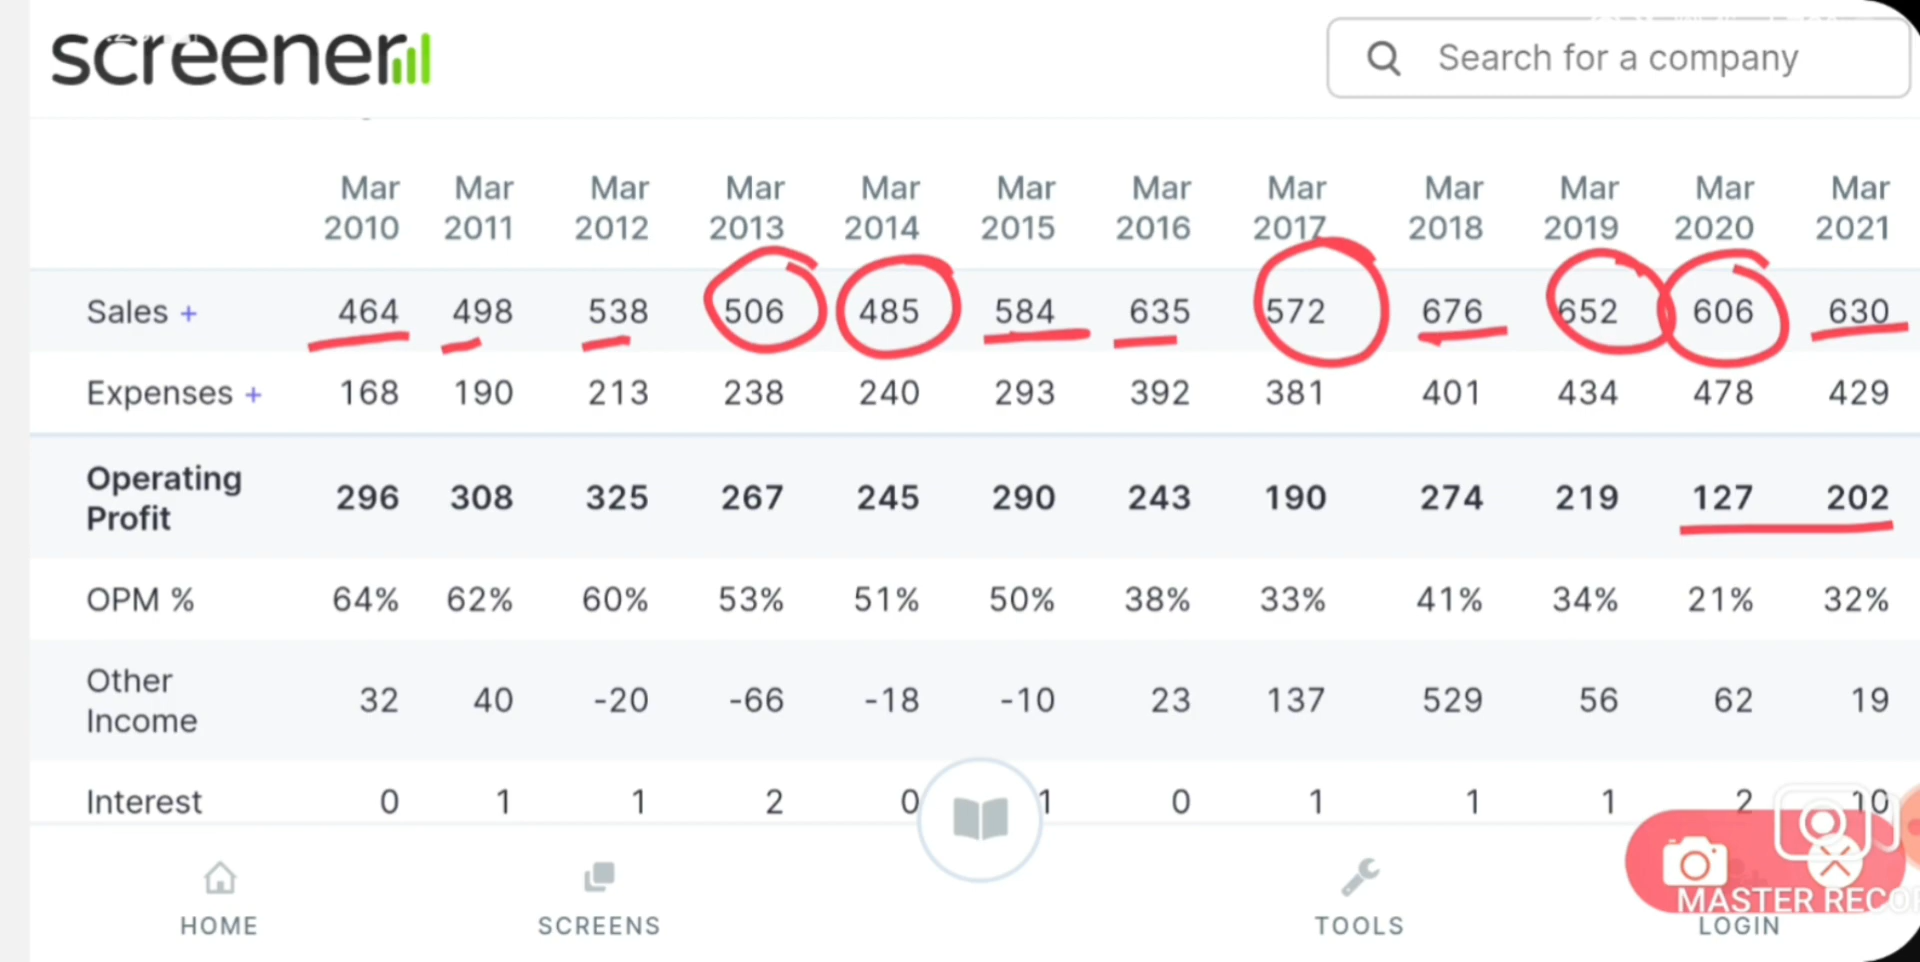 screener
Search for a company
Mar 2010 Mar 2011 Mar 2012 Mar 2013 Mar 2014 Mar 2015 Mar 2016 Mar 2017 Mar 2018 Mar 2019 Mar 2020 Mar 2021
Sales + 464 498 538 506 485 584 635 572 676 652 606 630
Expenses + 168 190 213 238 240 293 392 381 401 434 478 429
Operating Profit 296 308 325 267 245 290 243 190 274 219 127 202
OPM % 64% 62% 60% 53% 51% 50% 38% 33% 41% 34% 21% 32%
Other Income 32 40 -20 -66 -18 -10 23 137 529 56 62 19
Interest 0 1 1 2 0 1 0 1 1 1 2 10
MASTER RECO
HOME SCREENS TOOLS LOGIN